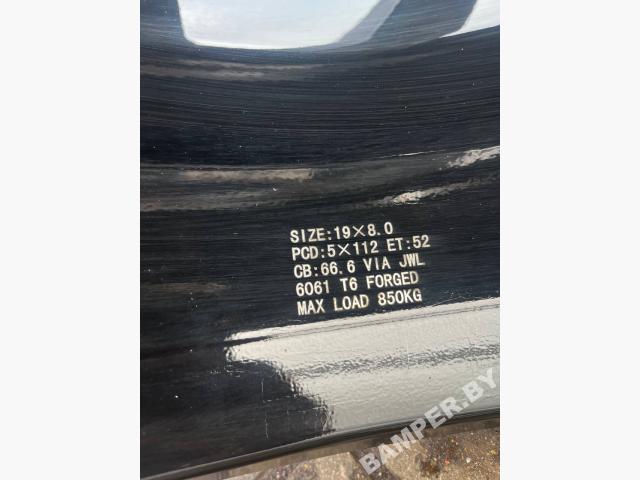 SIZE:19×8.0
PCD:5×112 ET:52
CB:66.6 VIA JWL
6061 T6 FORGED
MAX LOAD 850KG
BAMPER.BY